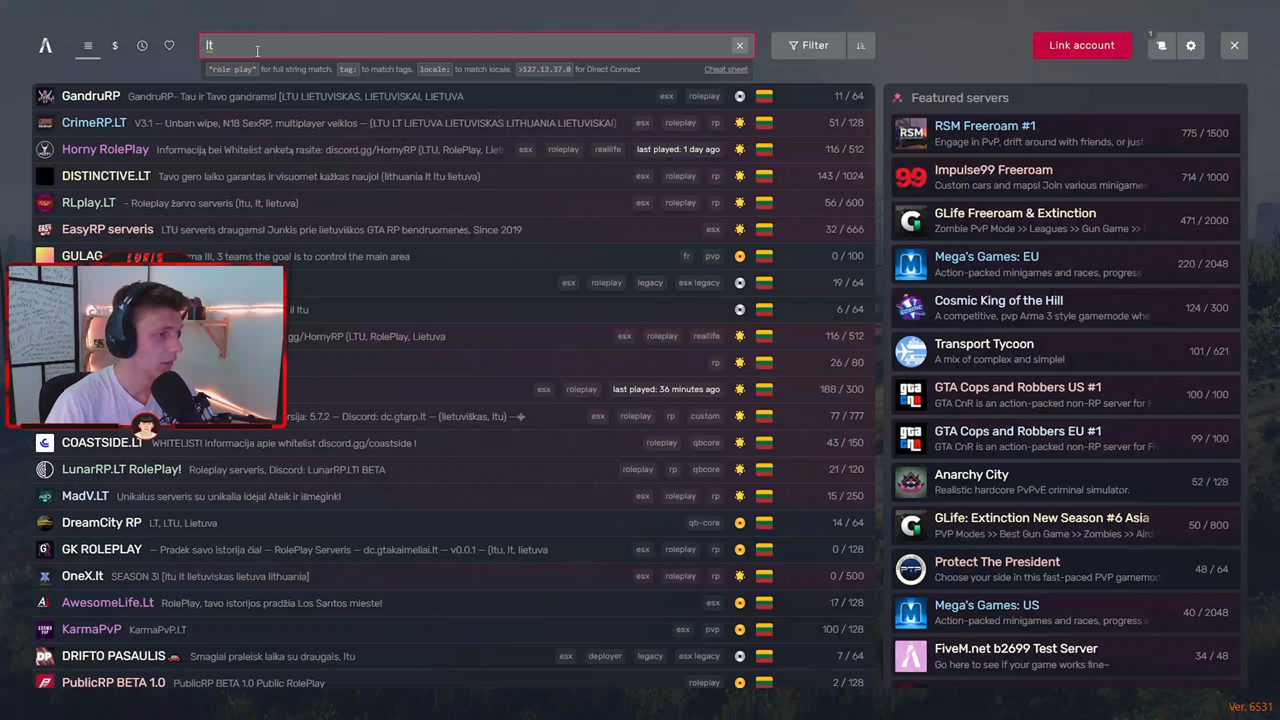 $
lt
Filter
Link account
1
"role play" for full string match. tag: to match tags. locale: to match locale. >127.13.37.0 for Direct Connect
Cheat sheet
GandruRP GandruRP- Tau ir Tavo gandrams! [LTU LIETUVISKAS, LIETUVISKAI, LIETUVA esx roleplay 11 / 64
CrimeRP.LT V3.1 – Unban wipe, N18 SexRP, multiplayer veiklos – (LTU LT LIETUVA LIETUVISKAS LITHUANIA LIETUVISKAI) esx roleplay rp 51 / 128
Horny RolePlay Informaciją bei Whitelist anketą rasite: discord.gg/HornyRP (LTU, RolePlay, Liet esx roleplay reallife last played: 1 day ago 116 / 512
DISTINCTIVE.LT Tavo gero laiko garantas ir visuomet kažkas naujo! (lithuania lt ltu lietuva) esx roleplay rp 143 / 1024
RLplay.LT - Roleplay žanro serveris (ltu, lt, lietuva) esx roleplay rp 56 / 600
yRP serveris LTU serveris draugams! Junkis prie lietuviškos GTA RP bendruomenės, Since 2019 esx 32 / 666
GULAG rma III, 3 teams the goal is to control the main area fr pvp 0 / 100
esx roleplay legacy esx legacy 19 / 64
il ltu 6 / 64
gg/HornyRP (LTU, RolePlay, Lietuva esx roleplay reallife 116 / 512
rp 26 / 80
esx roleplay last played: 36 minutes ago 188 / 300
rsija: 5.7.2 – Discord: dc.gtarp.lt – (lietuviškas, ltu) esx roleplay rp custom 77 / 777
COASTSIDE.LT WHITELIST! Informacija apie whitelist discord.gg/coastside ! roleplay qbcore 43 / 150
LunarRP.LT RolePlay! Roleplay serveris, Discord: LunarRP.LT! BETA roleplay rp qbcore 21 / 120
MadV.LT Unikalus serveris su unikalia idėja! Ateik ir išmėgink! esx roleplay rp 15 / 250
DreamCity RP LT, LTU, Lietuva qb-core 14 / 64
GK ROLEPLAY – Pradėk savo istorija čia! – RolePlay Serveris – dc.gtakaimeliai.lt – v0.0.1 – (ltu, lt, lietuva) esx roleplay rp 0 / 128
OneX.lt SEASON 3! [ltu lt lietuviskas lietuva lithuania] esx roleplay rp 0 / 500
AwesomeLife.Lt RolePlay, tavo istorijos pradžia Los Santos mieste! esx 17 / 128
KarmaPvP KarmaPvP.LT esx pvp 100 / 128
DRIFTO PASAULIS Smagiai praleisk laika su draugais, ltu esx deployer legacy esx legacy 7 / 64
PublicRP BETA 1.0 PublicRP BETA 1.0 Public RolePlay roleplay 2 / 128
LUKIS
Featured servers
RSM Freeroam #1
Engage in PvP, drift around with friends, or just
775 / 1500
Impulse99 Freeroam
Custom cars and maps! Join various minigames
714 / 1000
GLife Freeroam & Extinction
Zombie PvP Mode >> Leagues >> Gun Game >>
471 / 2000
Mega's Games: EU
Action-packed minigames and races, progress
220 / 2048
Cosmic King of the Hill
A competitive, pvp Arma 3 style gamemode whe
124 / 300
Transport Tycoon
A mix of complex and simple!
101 / 621
GTA Cops and Robbers US #1
GTA CnR is an action-packed non-RP server for F
100 / 100
GTA Cops and Robbers EU #1
GTA CnR is an action-packed non-RP server for
/ 100
Anarchy City
Realistic hardcore PvPvE criminal simulator.
52 / 128
GLife: Extinction New Season #6 Asia
PVP Modes >> Best Gun Game >> Zombies >> Aird
50 / 800
Protect The President
Choose your side in this fast-paced PVP gamemod
48 / 64
Mega's Games: US
Action-packed minigames and races, progress
40 / 2048
FiveM.net b2699 Test Server
Go here to see if your game works fine~
34 / 48
Ver. 6531